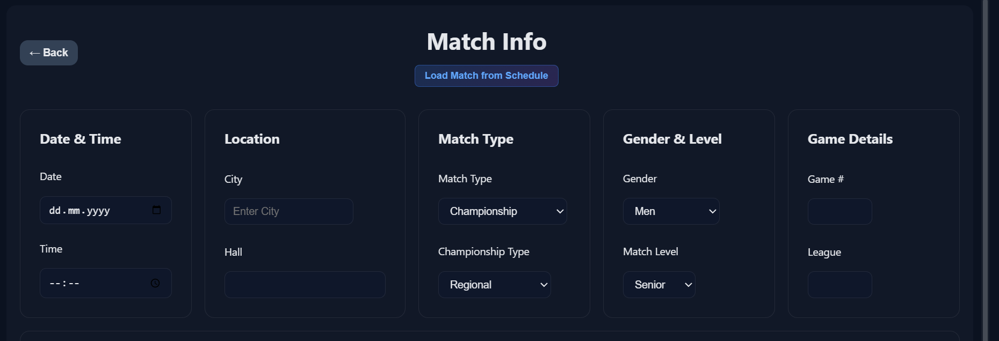 ← Back
Match Info
Load Match from Schedule
Date & Time
Date
dd.mm.yyyy
Time
--:--
Location
City
Enter City
Hall
Match Type
Match Type
Championship
Championship Type
Regional
Gender & Level
Gender
Men
Match Level
Senior
Game Details
Game #
League